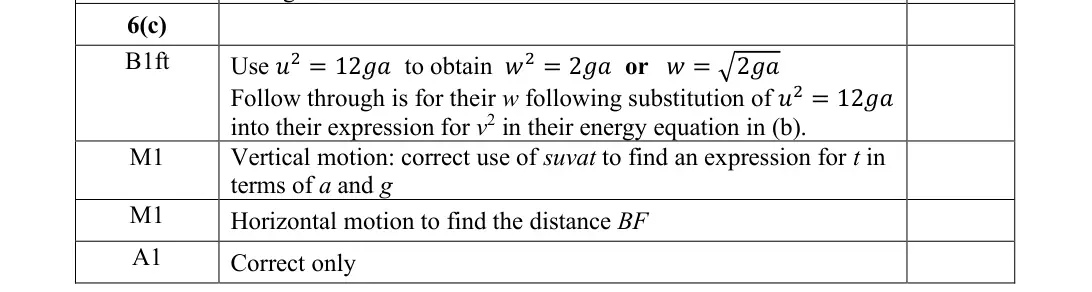 6(c)
B1ft
Use u² = 12ga to obtain w² = 2ga or w = √2ga
Follow through is for their w following substitution of u² = 12ga
into their expression for v² in their energy equation in (b).
M1
Vertical motion: correct use of suvat to find an expression for t in
terms of a and g
M1
Horizontal motion to find the distance BF
A1
Correct only